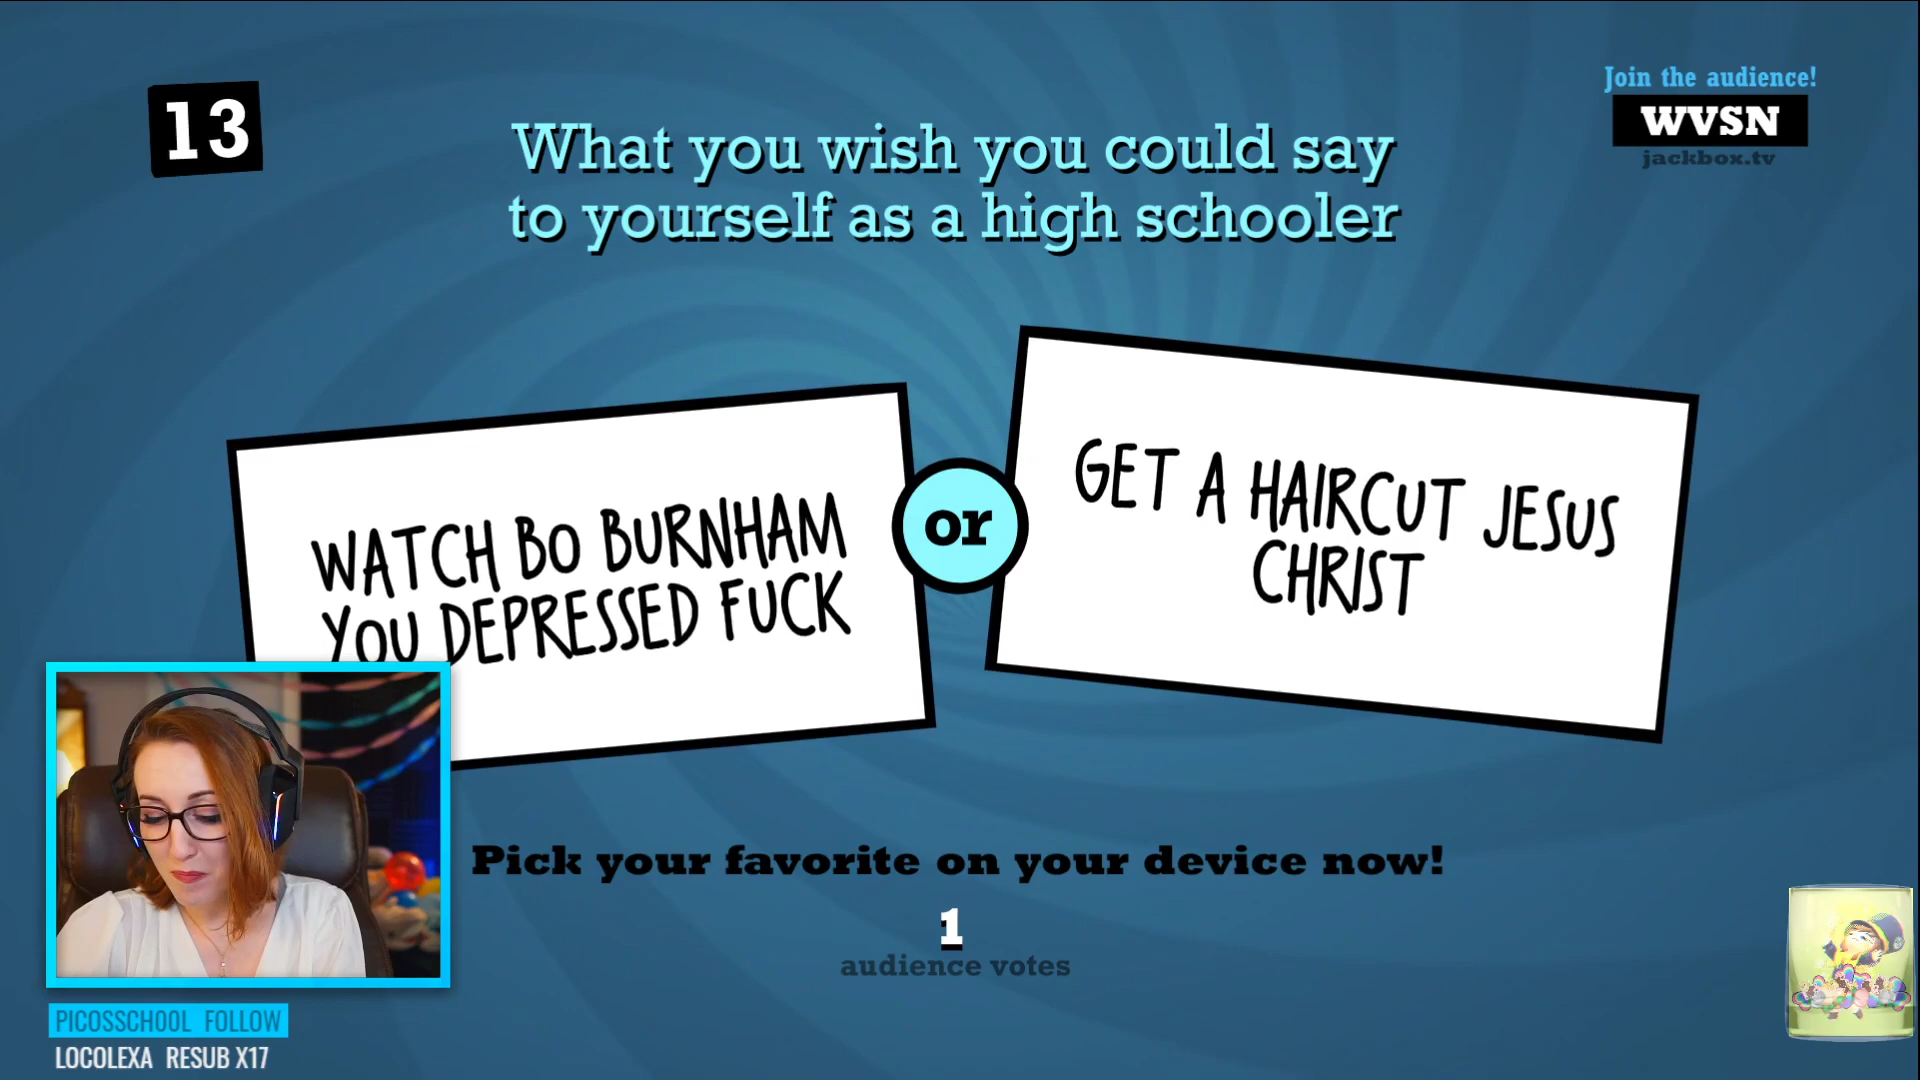 13
Join the audience!
WVSN
jackbox.tv
What you wish you could say
to yourself as a high schooler
WATCH BO BURNHAM
YOU DEPRESSED FUCK
or
GET A HAIRCUT JESUS
CHRIST
Pick your favorite on your device now!
1
audience votes
PICOSSCHOOL FOLLOW
LOCOLEXA RESUB X17